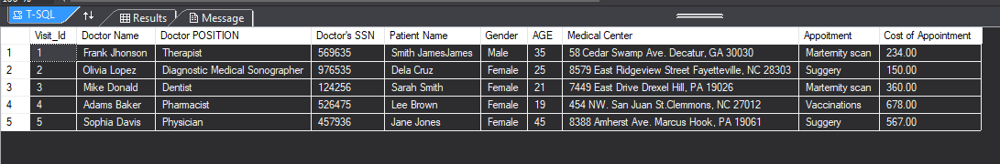 T-SQL Results Message
Visit_Id Doctor Name Doctor POSITION Doctor's SSN Patient Name Gender AGE Medical Center Appoitment Cost of Appointment
1 1 Frank Jhonson Therapist 569635 Smith JamesJames Male 35 58 Cedar Swamp Ave. Decatur, GA 30030 Marternity scan 234.00
2 2 Olivia Lopez Diagnostic Medical Sonographer 976535 Dela Cruz Female 25 8579 East Ridgeview Street Fayetteville, NC 28303 Suggery 150.00
3 3 Mike Donald Dentist 124256 Sarah Smith Female 21 7449 East Drive Drexel Hill, PA 19026 Marternity scan 360.00
4 4 Adams Baker Pharmacist 526475 Lee Brown Female 19 454 NW. San Juan St.Clemmons, NC 27012 Vaccinations 678.00
5 5 Sophia Davis Physician 457936 Jane Jones Female 45 8388 Amherst Ave. Marcus Hook, PA 19061 Suggery 567.00